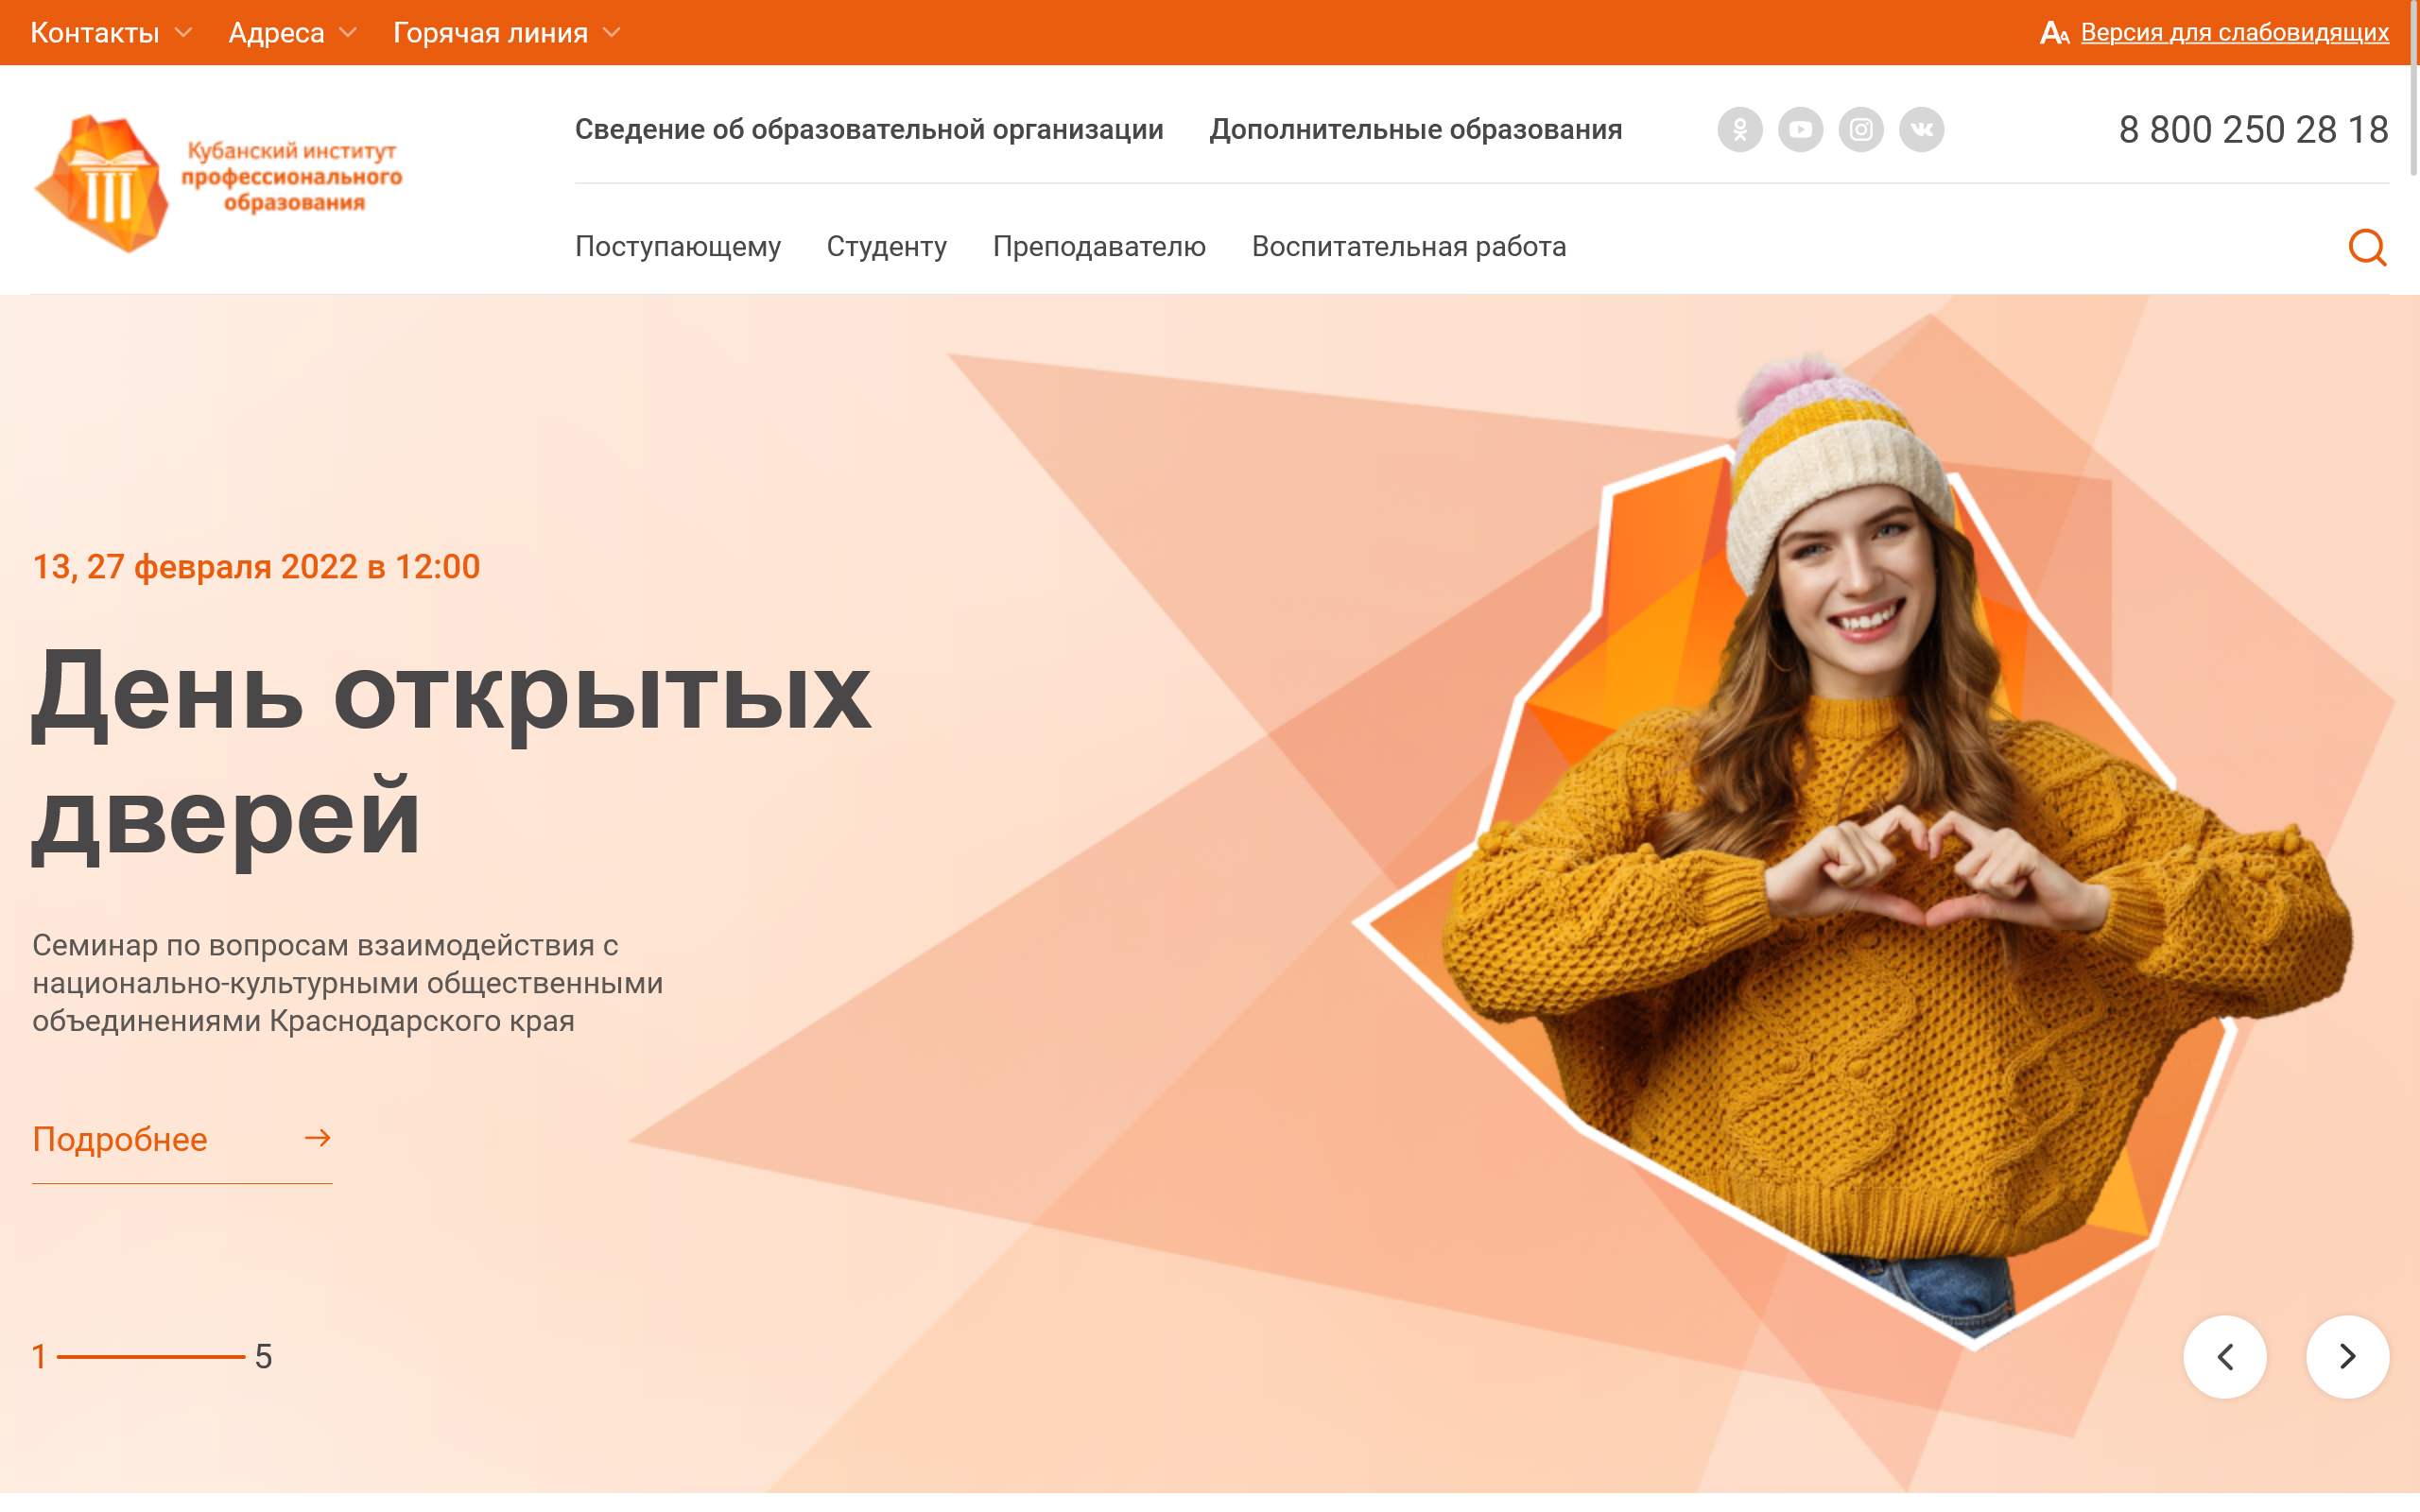 Контакты Адреса Горячая линия Версия для слабовидящих
Кубанский институт
профессионального
образования
Сведение об образовательной организации Дополнительные образования 8 800 250 28 18
Поступающему Студенту Преподавателю Воспитательная работа
13, 27 февраля 2022 в 12:00
День открытых
дверей
Семинар по вопросам взаимодействия с
национально-культурными общественными
объединениями Краснодарского края
Подробнее
1 5